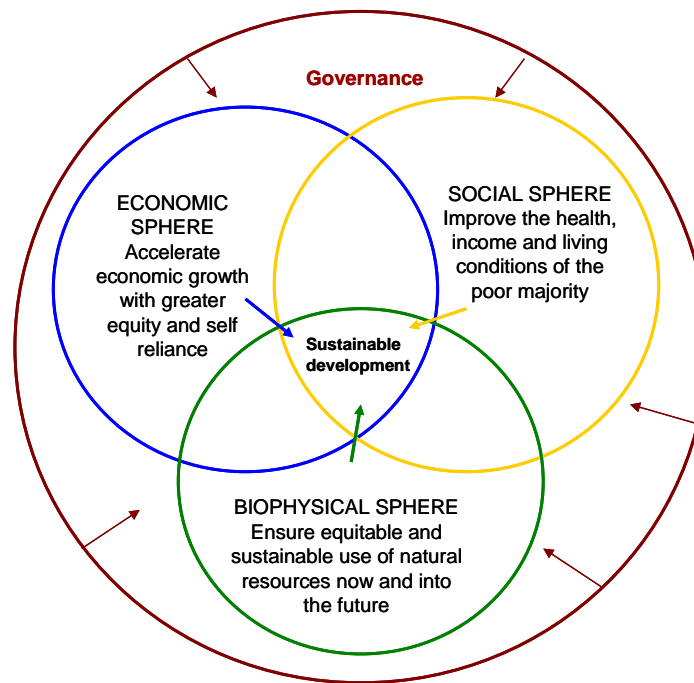 Governance
ECONOMIC
SPHERE
Accelerate
economic growth
with greater
equity and self
reliance
SOCIAL SPHERE
Improve the health,
income and living
conditions of the
poor majority
Sustainable
development
BIOPHYSICAL SPHERE
Ensure equitable and
sustainable use of natural
resources now and into
the future